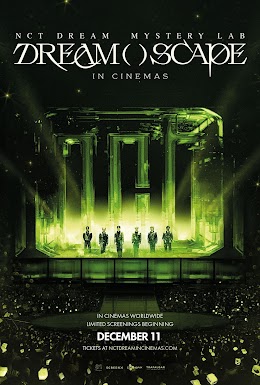 NCT DREAM MYSTERY LAB
DREAM( )SCAPE
IN CINEMAS
IN CINEMAS WORLDWIDE
LIMITED SCREENINGS BEGINNING
DECEMBER 11
TICKETS AT NCTDREAMINCINEMAS.COM